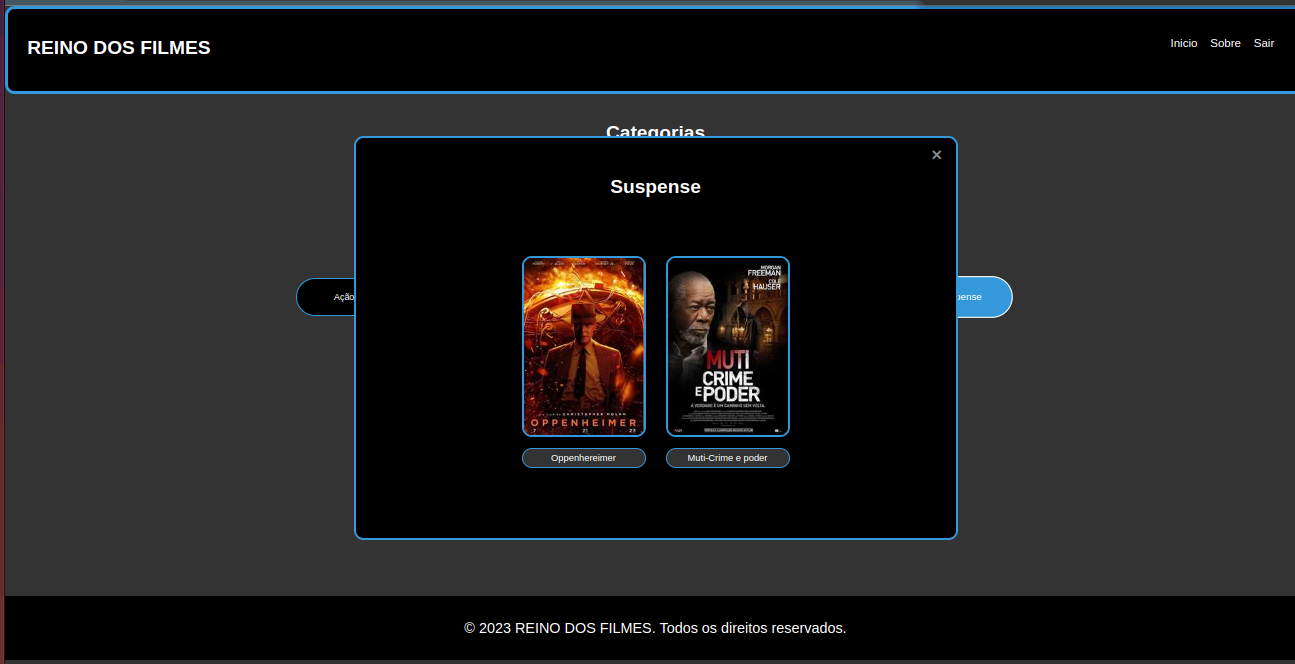 REINO DOS FILMES
Inicio Sobre Sair
Categorias
×
Suspense
Ação
pense
MORGAN
FREEMAN
COLE
HAUSER
MUTI
CRIME
E PODER
A VERDADE É UM CAMINHO SEM VOLTA.
CHRISTOPHER NOLAN
OPPENHEIMER
7 21 23
Oppenhereimer
Muti-Crime e poder
© 2023 REINO DOS FILMES. Todos os direitos reservados.